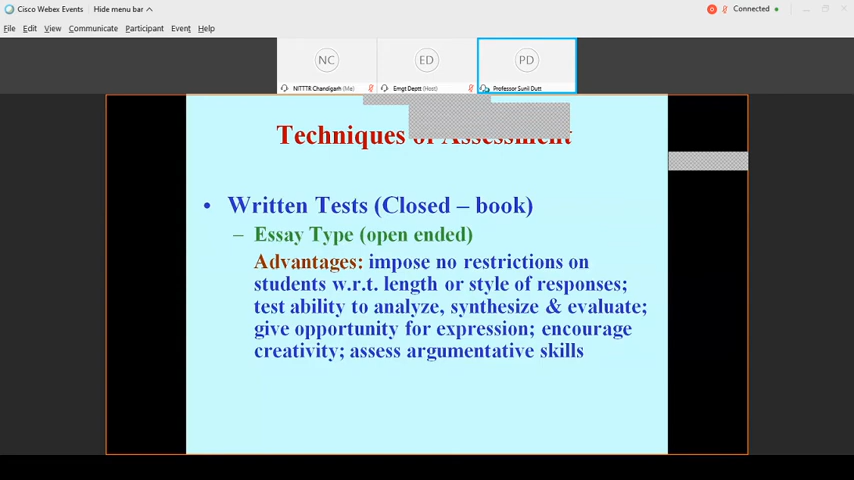 Cisco Webex Events Hide menu bar Connected
File Edit View Communicate Participant Event Help
NC ED PD
NITTTR Chandigarh (Me) Emgt Deptt (Host) Professor Sunil Dutt
Techniques of Assessment
• Written Tests (Closed – book)
– Essay Type (open ended)
Advantages: impose no restrictions on
students w.r.t. length or style of responses;
test ability to analyze, synthesize & evaluate;
give opportunity for expression; encourage
creativity; assess argumentative skills